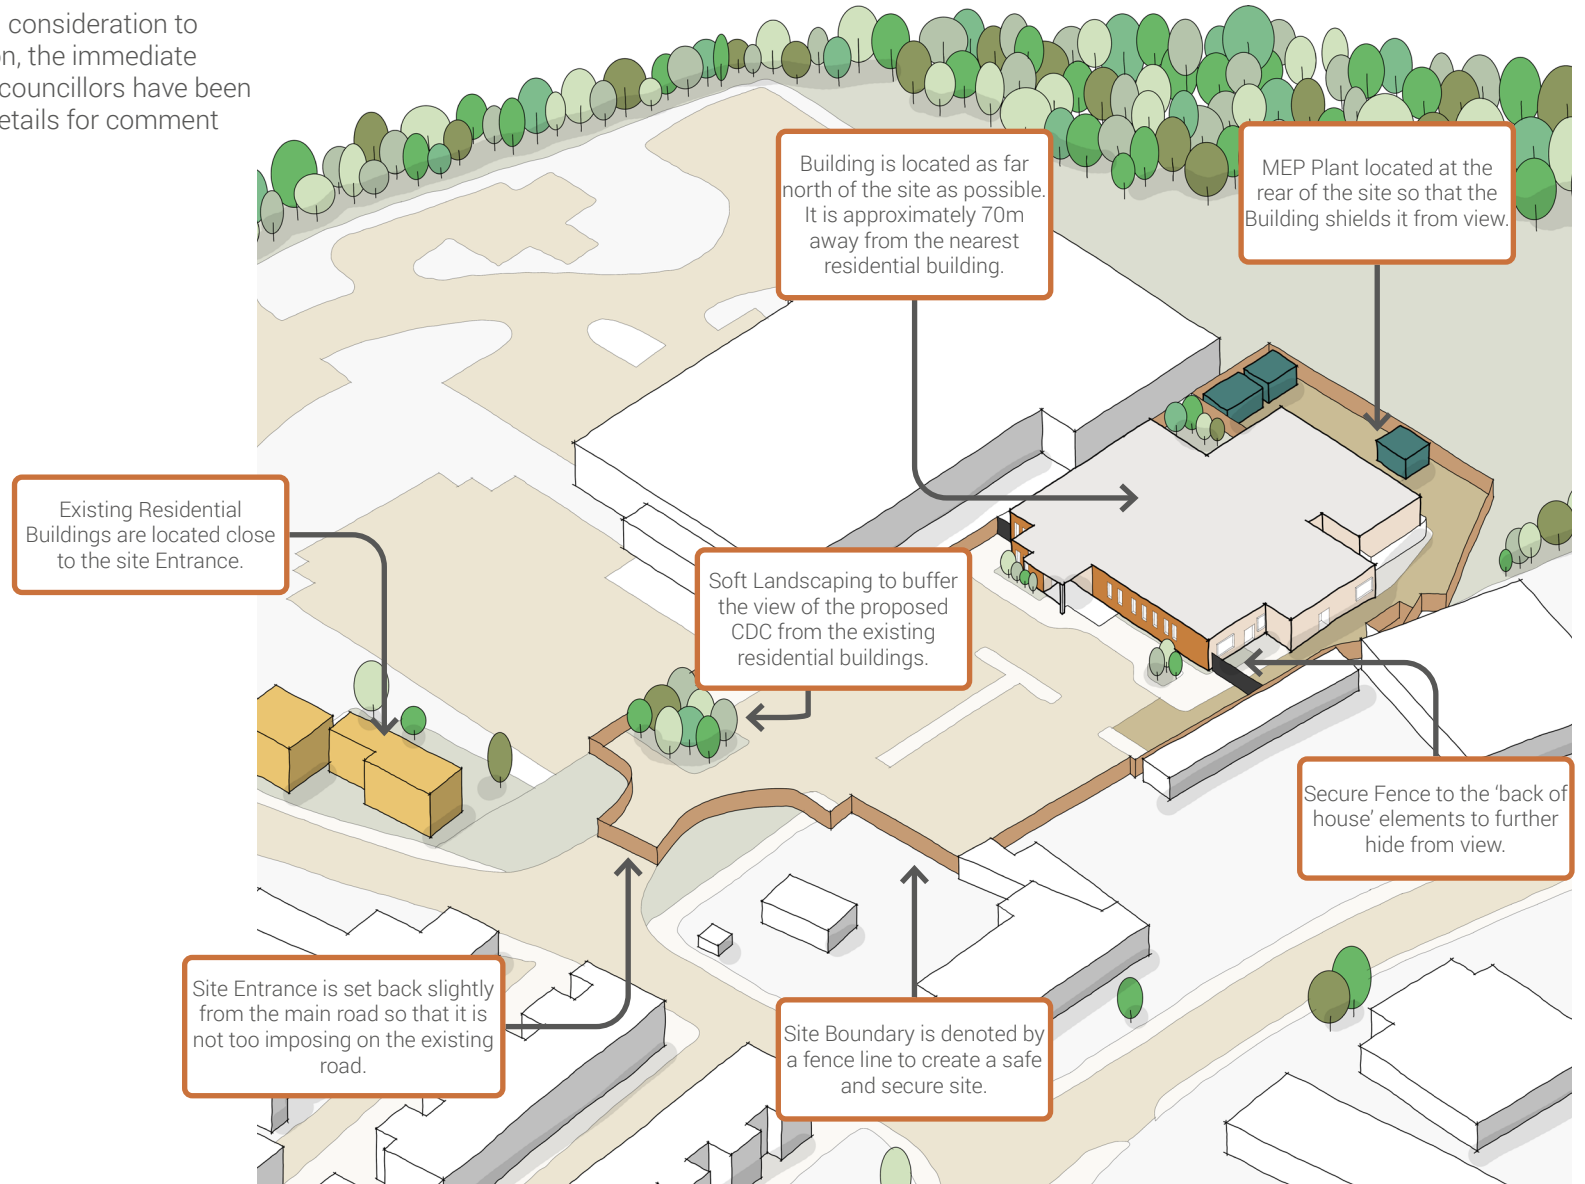 consideration to
on, the immediate
councillors have been
etails for comment
Building is located as far
north of the site as possible.
It is approximately 70m
away from the nearest
residential building.
MEP Plant located at the
rear of the site so that the
Building shields it from view.
Existing Residential
Buildings are located close
to the site Entrance.
Soft Landscaping to buffer
the view of the proposed
CDC from the existing
residential buildings.
Secure Fence to the ‘back of
house’ elements to further
hide from view.
Site Entrance is set back slightly
from the main road so that it is
not too imposing on the existing
road.
Site Boundary is denoted by
a fence line to create a safe
and secure site.